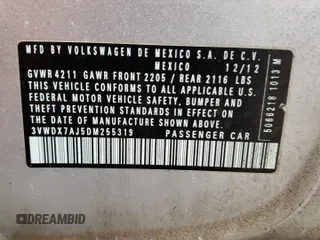 MFD BY VOLKSWAGEN DE MEXICO S.A. DE C.V.
MEXICO 12/12
GVWR 4211 GAWR FRONT 2205 / REAR 2116 LBS
THIS VEHICLE CONFORMS TO ALL APPLICABLE U.S.
FEDERAL MOTOR VEHICLE SAFETY, BUMPER AND
THEFT PREVENTION STANDARDS IN EFFECT ON THE
DATE OF MANUFACTURE SHOWN ABOVE.
3VWDX7AJ5DM255319 PASSENGER CAR
5066218 1013 M
DREAMBID